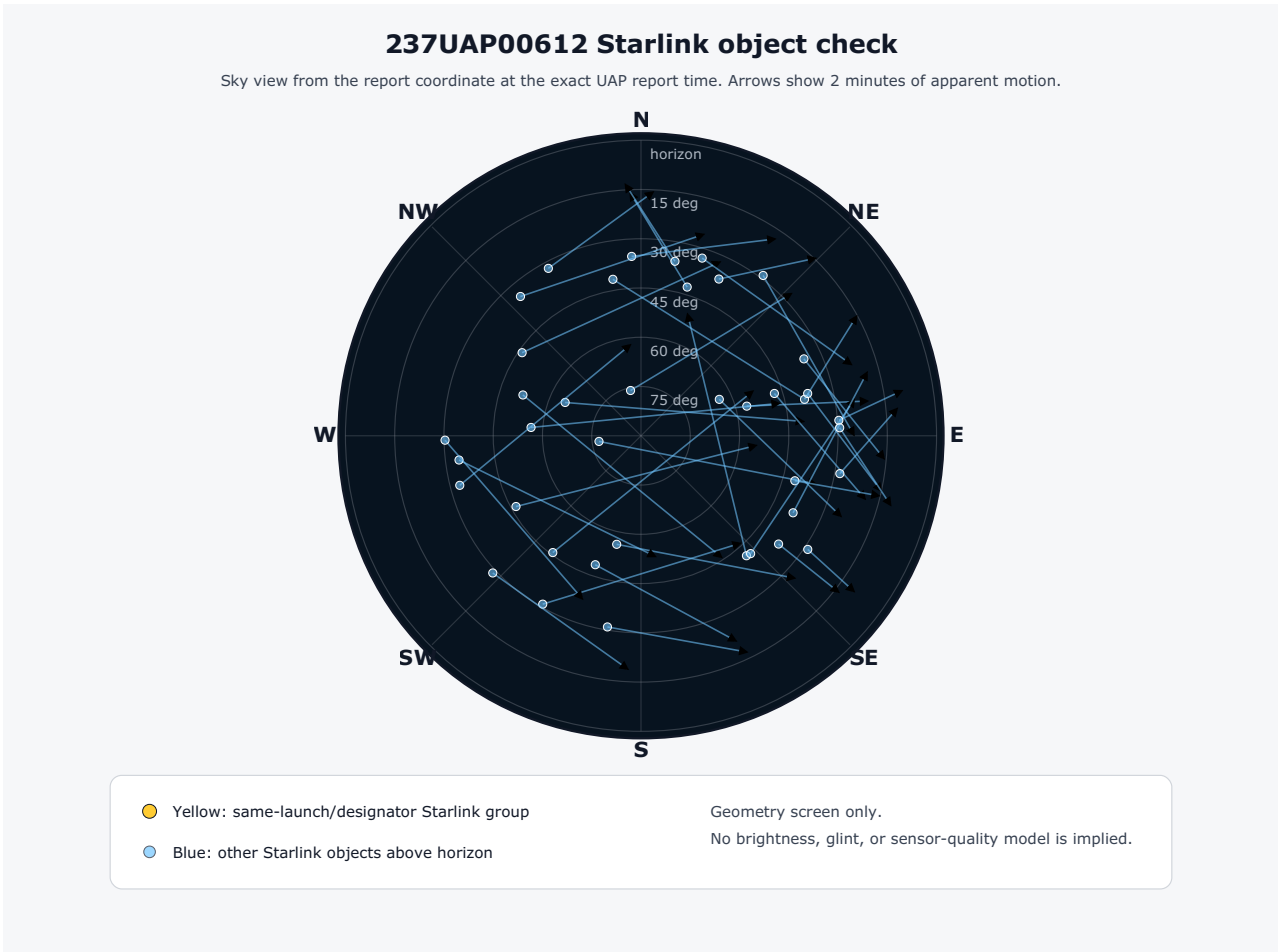 237UAP00612 Starlink object check
Sky view from the report coordinate at the exact UAP report time. Arrows show 2 minutes of apparent motion.
N
horizon
NW
NE
15 deg
30 deg
45 deg
60 deg
75 deg
W
E
SW
SE
S
Yellow: same-launch/designator Starlink group
Geometry screen only.
No brightness, glint, or sensor-quality model is implied.
Blue: other Starlink objects above horizon